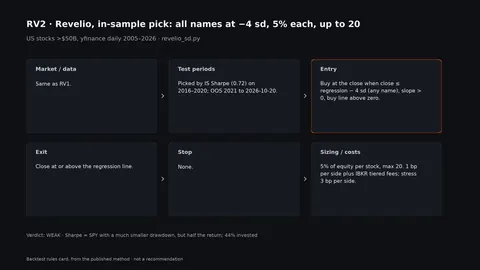 RV2 · Revelio, in-sample pick: all names at −4 sd, 5% each, up to 20
US stocks >$50B, yfinance daily 2005–2026 · revelio_sd.py
Market / data
Same as RV1.
Test periods
Picked by IS Sharpe (0.72) on
2016–2020; OOS 2021 to 2026-10-20.
Entry
Buy at the close when close ≤
regression − 4 sd (any name), slope >
0, buy line above zero.
Exit
Close at or above the regression line.
Stop
None.
Sizing / costs
5% of equity per stock, max 20. 1 bp
per side plus IBKR tiered fees; stress
3 bp per side.
Verdict: WEAK · Sharpe ≈ SPY with a much smaller drawdown, but half the return; 44% invested
Backtest rules card, from the published method · not a recommendation